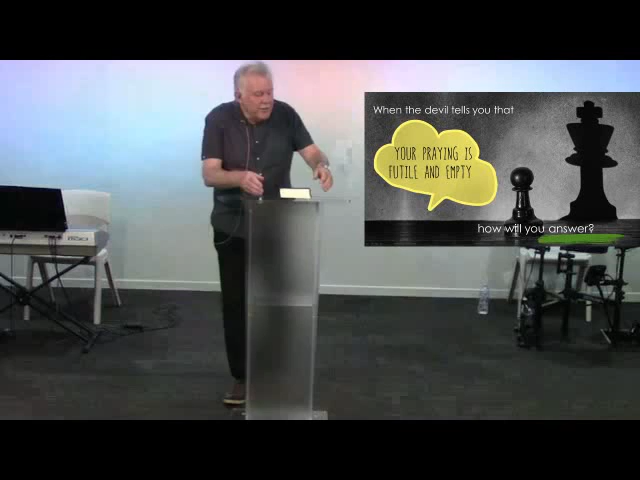 When the devil tells you that
YOUR PRAYING IS
FUTILE AND EMPTY
how will you answer?